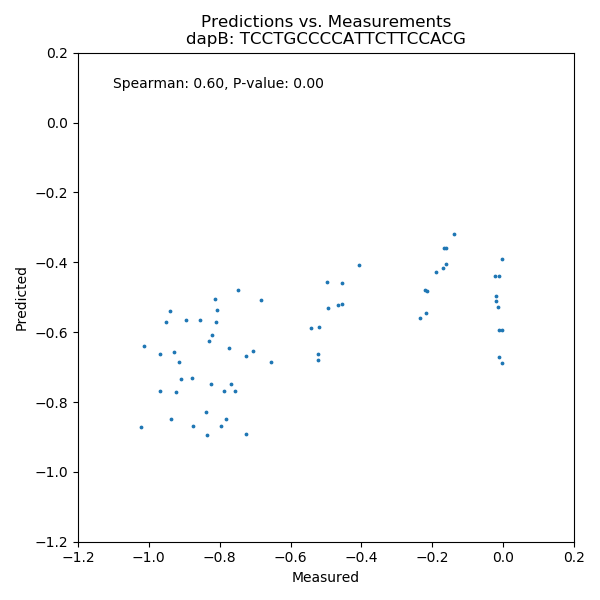 Predictions vs. Measurements
dapB: TCCTGCCCCATTCTTCCACG
Spearman: 0.60, P-value: 0.00
Predicted
0.2
0.0
−0.2
−0.4
−0.6
−0.8
−1.0
−1.2
−1.2 −1.0 −0.8 −0.6 −0.4 −0.2 0.0 0.2
Measured